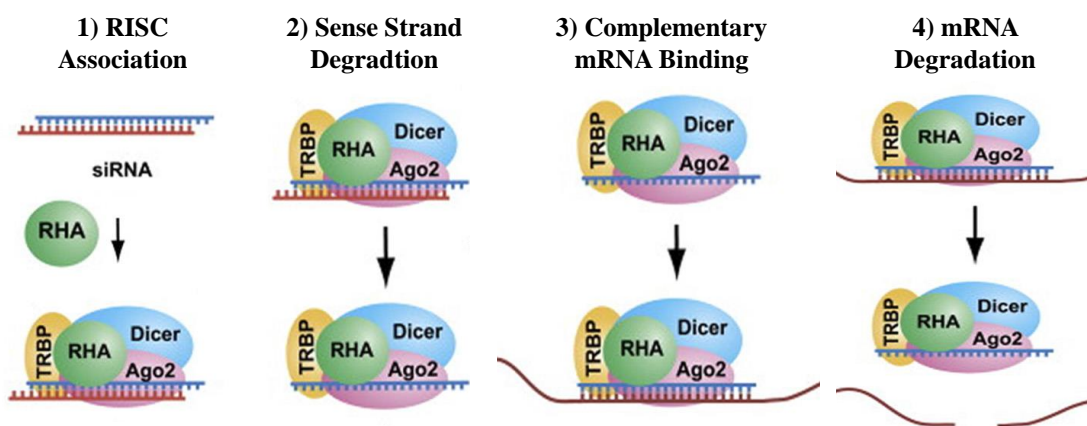 1) RISC
Association
siRNA
RHA
TRBP
RHA
Dicer
Ago2
2) Sense Strand
Degradtion
TRBP
RHA
Dicer
Ago2
TRBP
RHA
Dicer
Ago2
3) Complementary
mRNA Binding
TRBP
RHA
Dicer
Ago2
TRBP
RHA
Dicer
Ago2
4) mRNA
Degradation
TRBP
RHA
Dicer
Ago2
TRBP
RHA
Dicer
Ago2